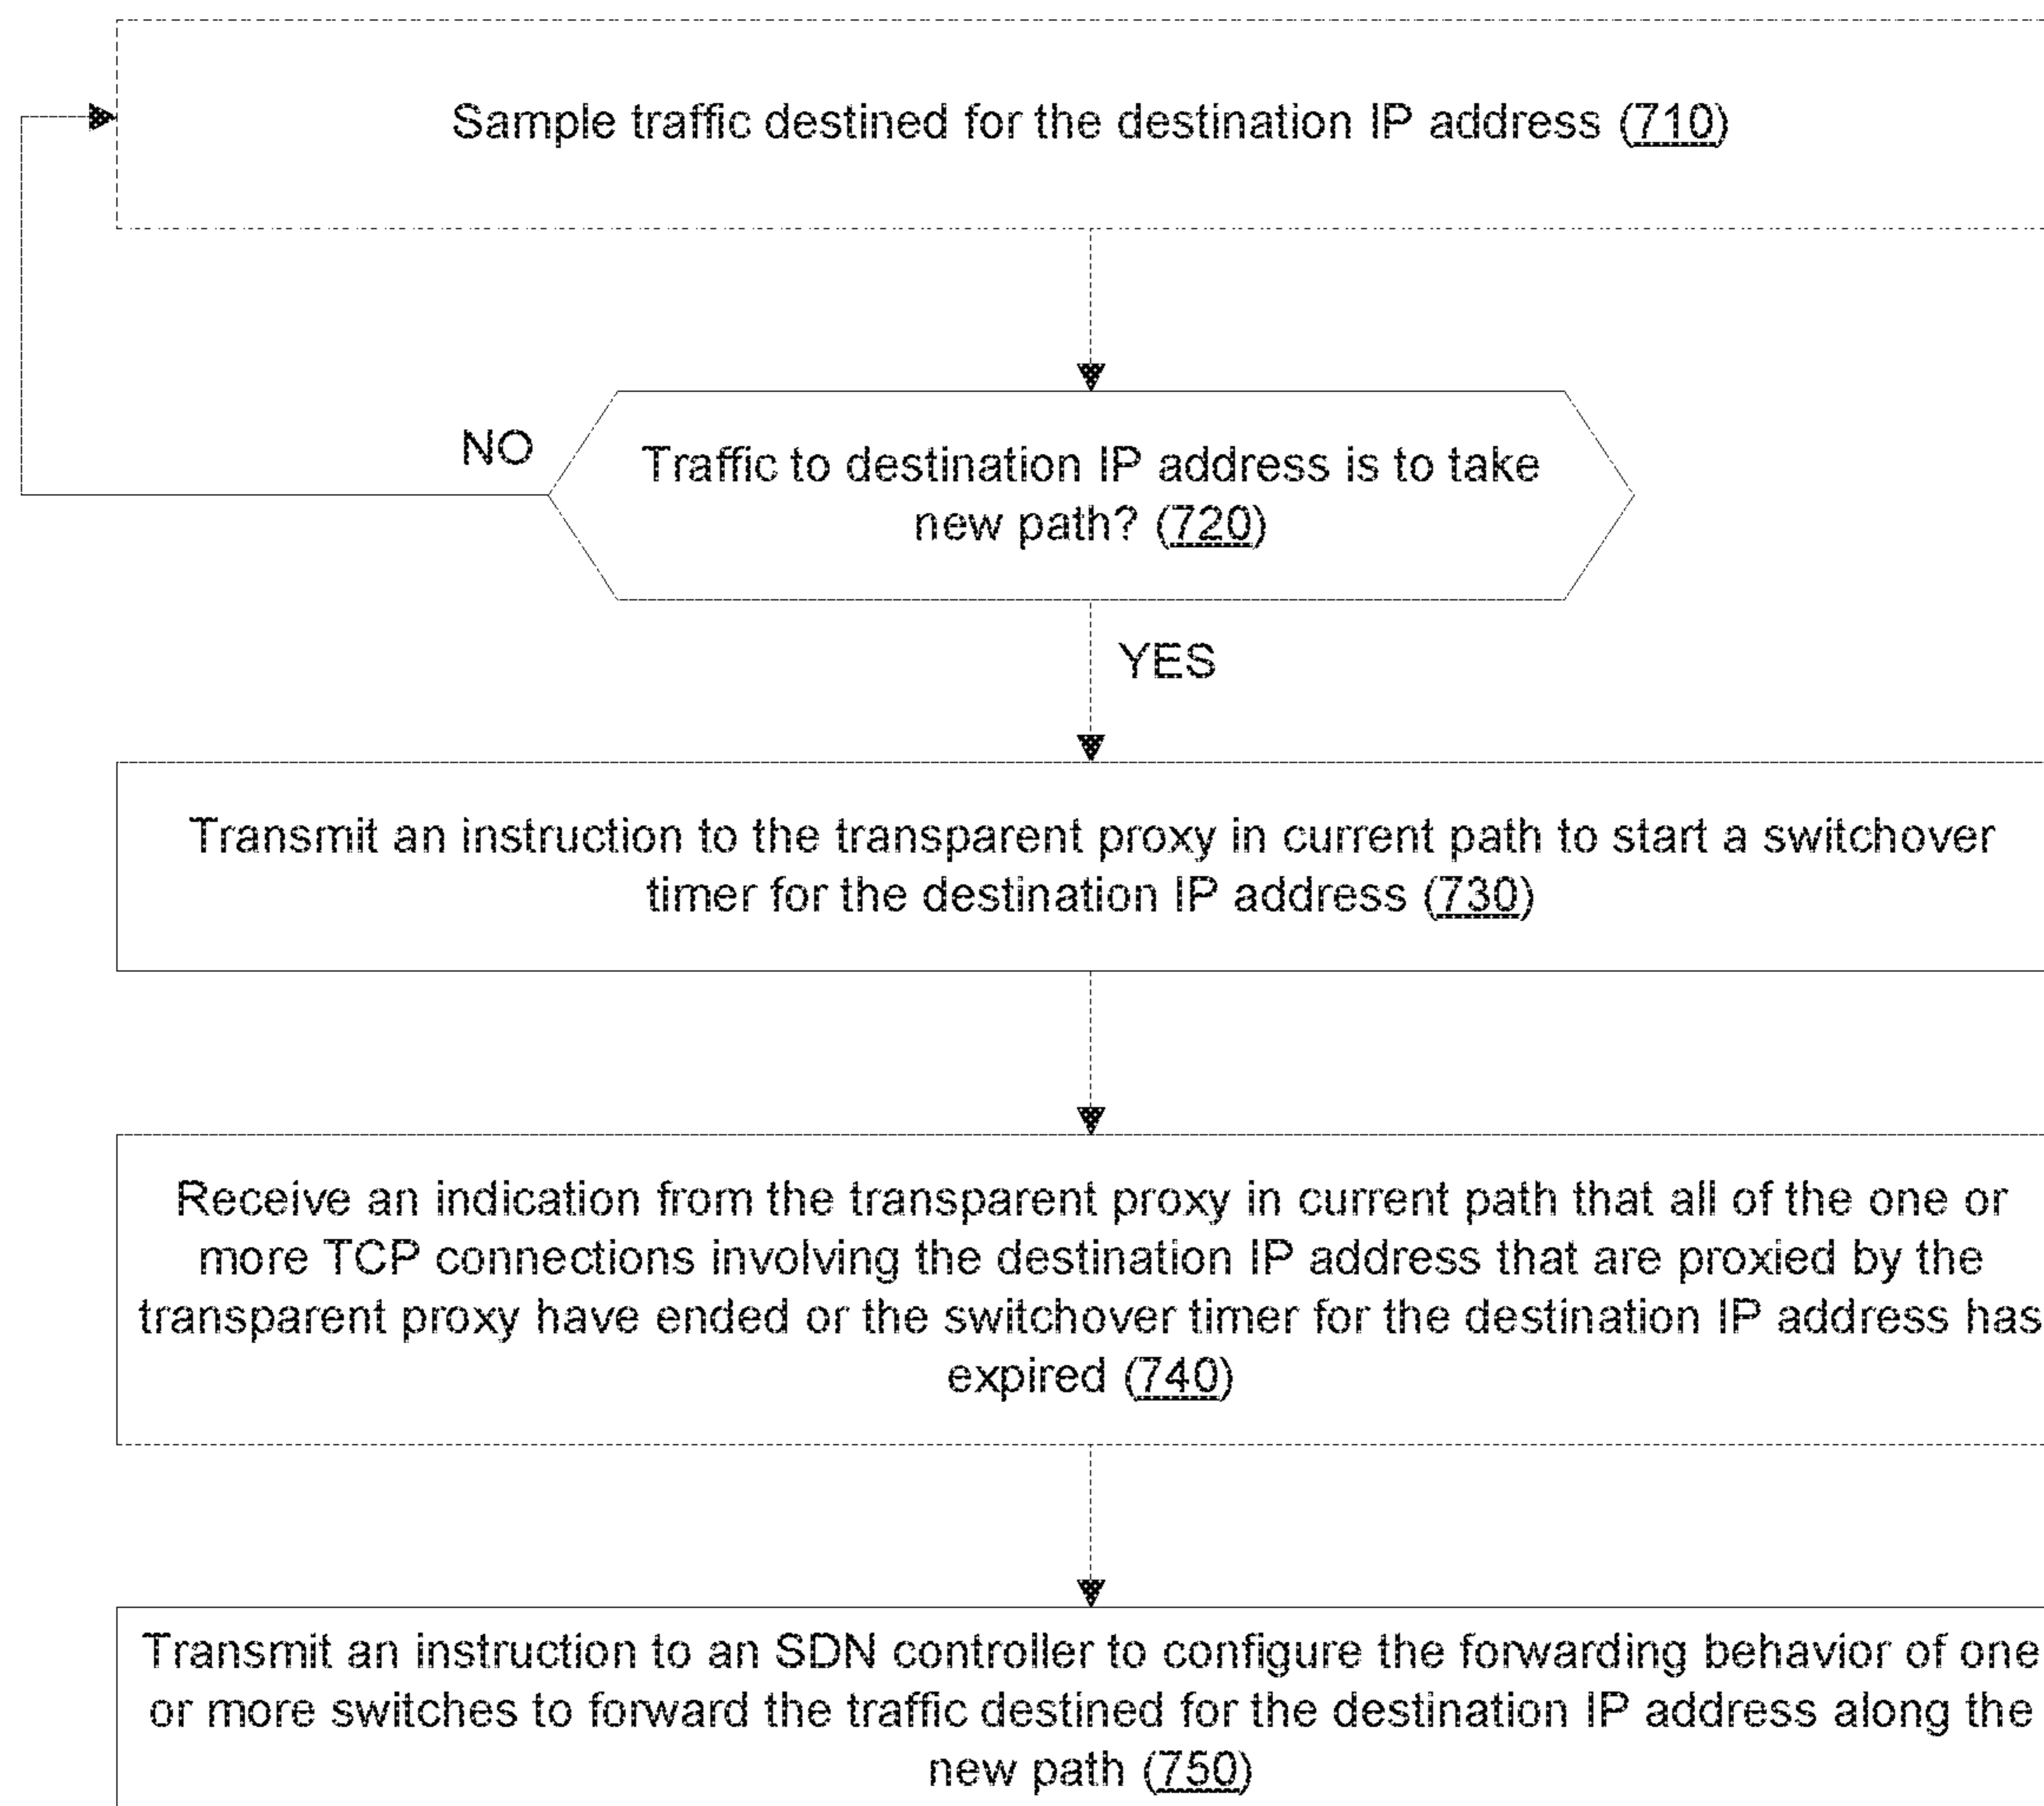 Sample traffic destined for the destination IP address (710)
NO
Traffic to destination IP address is to take
new path? (720)
YES
Transmit an instruction to the transparent proxy in current path to start a switchover
timer for the destination IP address (730)
Receive an indication from the transparent proxy in current path that all of the one or
more TCP connections involving the destination IP address that are proxied by the
transparent proxy have ended or the switchover timer for the destination IP address has
expired (740)
Transmit an instruction to an SDN controller to configure the forwarding behavior of one
or more switches to forward the traffic destined for the destination IP address along the
new path (750)